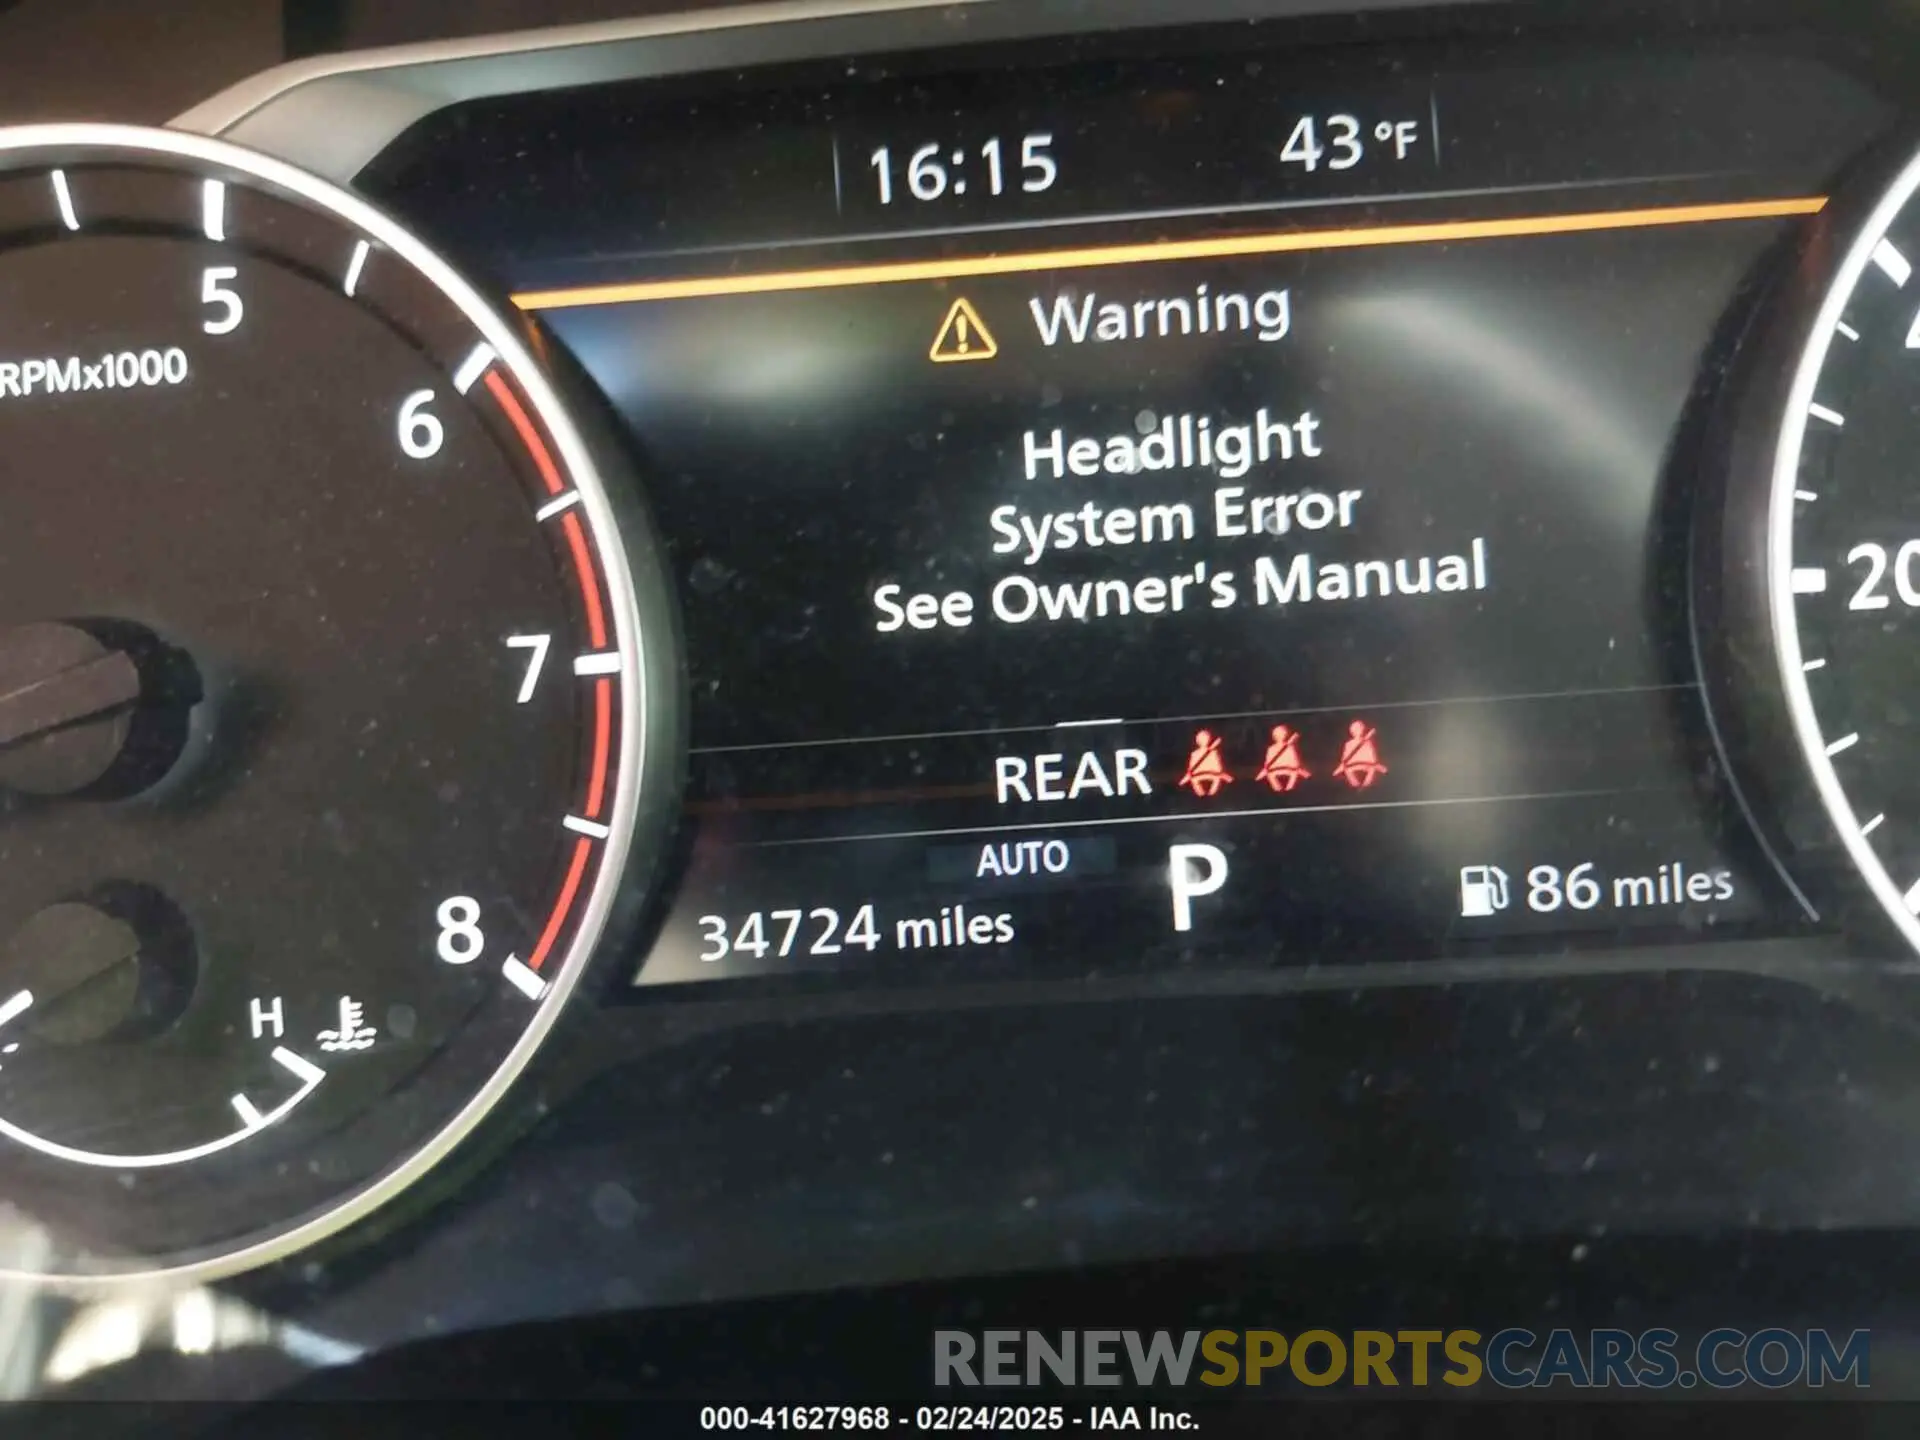 16:15 43 °F
Warning
5
RPMx1000
6
Headlight
System Error
See Owner's Manual
20
7
REAR
AUTO P
34724 miles 86 miles
8
H
RENEWSPORTSCARS.COM
000-41627968 - 02/24/2025 - IAA Inc.